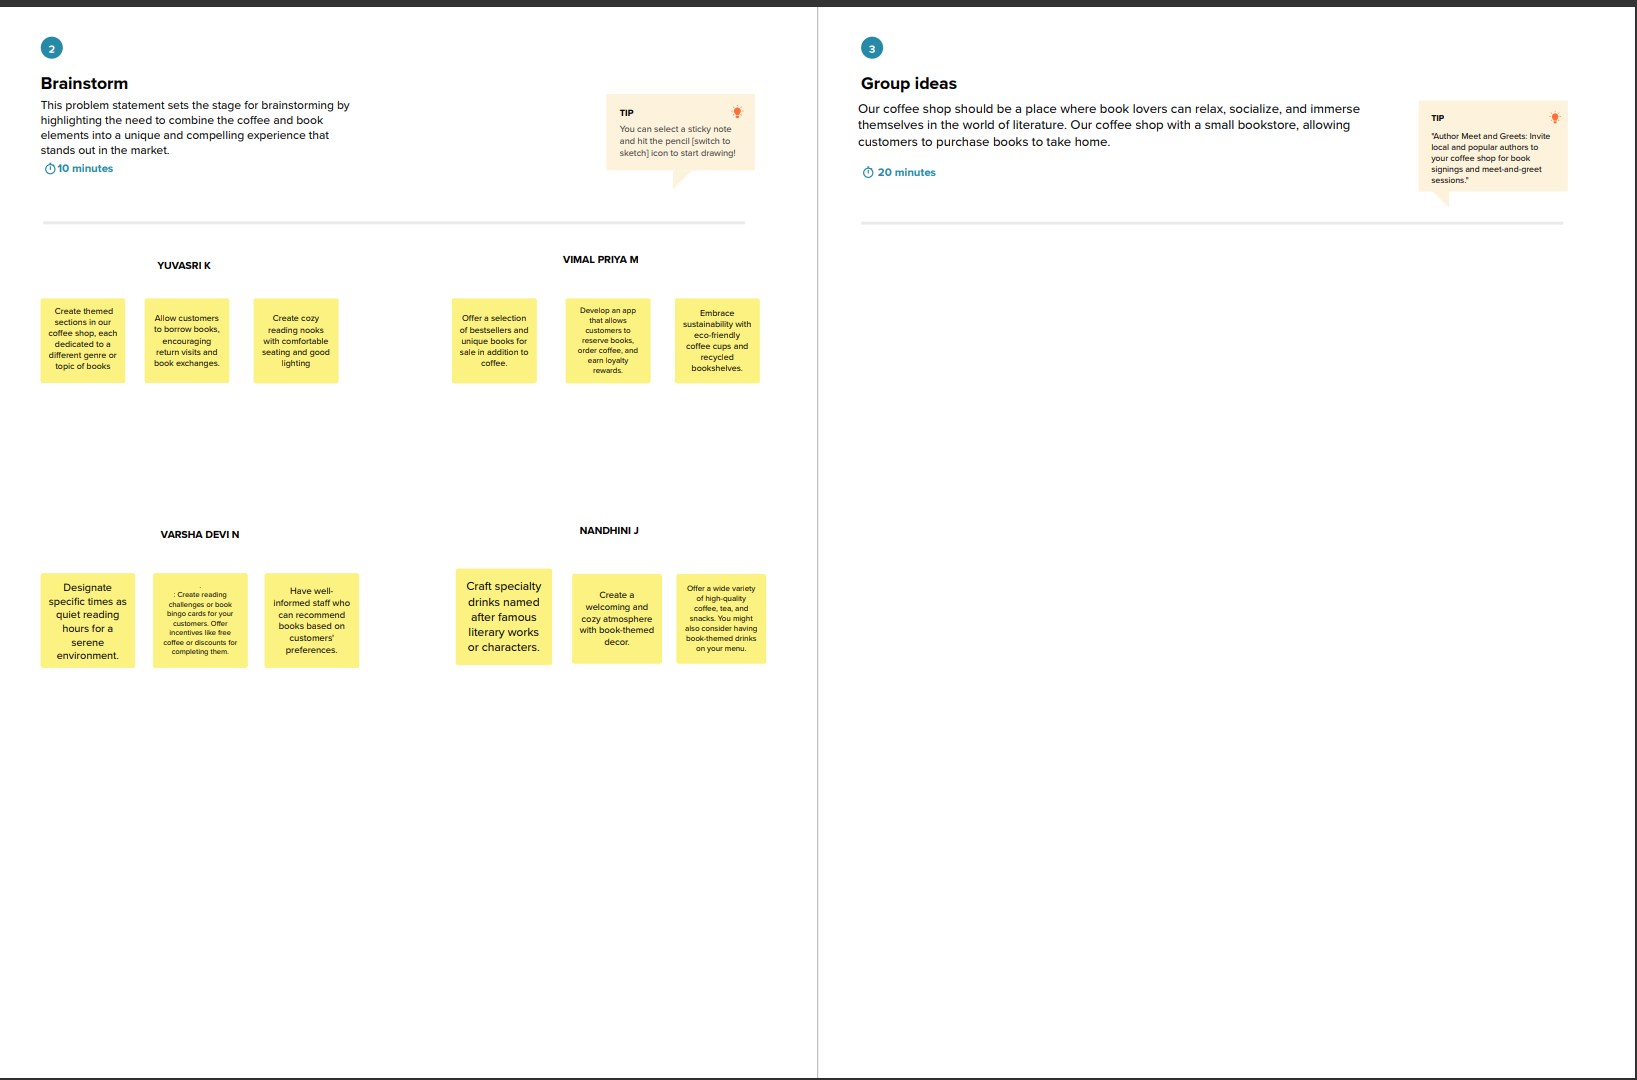 2
Brainstorm
This problem statement sets the stage for brainstorming by
highlighting the need to combine the coffee and book
elements into a unique and compelling experience that
stands out in the market.
10 minutes
TIP
You can select a sticky note
and hit the pencil [switch to
sketch] icon to start drawing!
YUVASRI K
Create themed
sections in our
coffee shop, each
dedicated to a
different genre or
topic of books
Allow customers
to borrow books,
encouraging
return visits and
book exchanges.
Create cozy
reading nooks
with comfortable
seating and good
lighting
VIMAL PRIYA M
Offer a selection
of bestsellers and
unique books for
sale in addition to
coffee.
Develop an app
that allows
customers to
reserve books,
order coffee, and
earn loyalty
rewards.
Embrace
sustainability with
eco-friendly
coffee cups and
recycled
bookshelves.
VARSHA DEVI N
Designate
specific times as
quiet reading
hours for a
serene
environment.
.
: Create reading
challenges or book
bingo cards for your
customers. Offer
incentives like free
coffee or discounts for
completing them.
Have well-
informed staff who
can recommend
books based on
customers'
preferences.
NANDHINI J
Craft specialty
drinks named
after famous
literary works
or characters.
Create a
welcoming and
cozy atmosphere
with book-themed
decor.
Offer a wide variety
of high-quality
coffee, tea, and
snacks. You might
also consider having
book-themed drinks
on your menu.
3
Group ideas
Our coffee shop should be a place where book lovers can relax, socialize, and immerse
themselves in the world of literature. Our coffee shop with a small bookstore, allowing
customers to purchase books to take home.
20 minutes
TIP
"Author Meet and Greets: Invite
local and popular authors to
your coffee shop for book
signings and meet-and-greet
sessions."